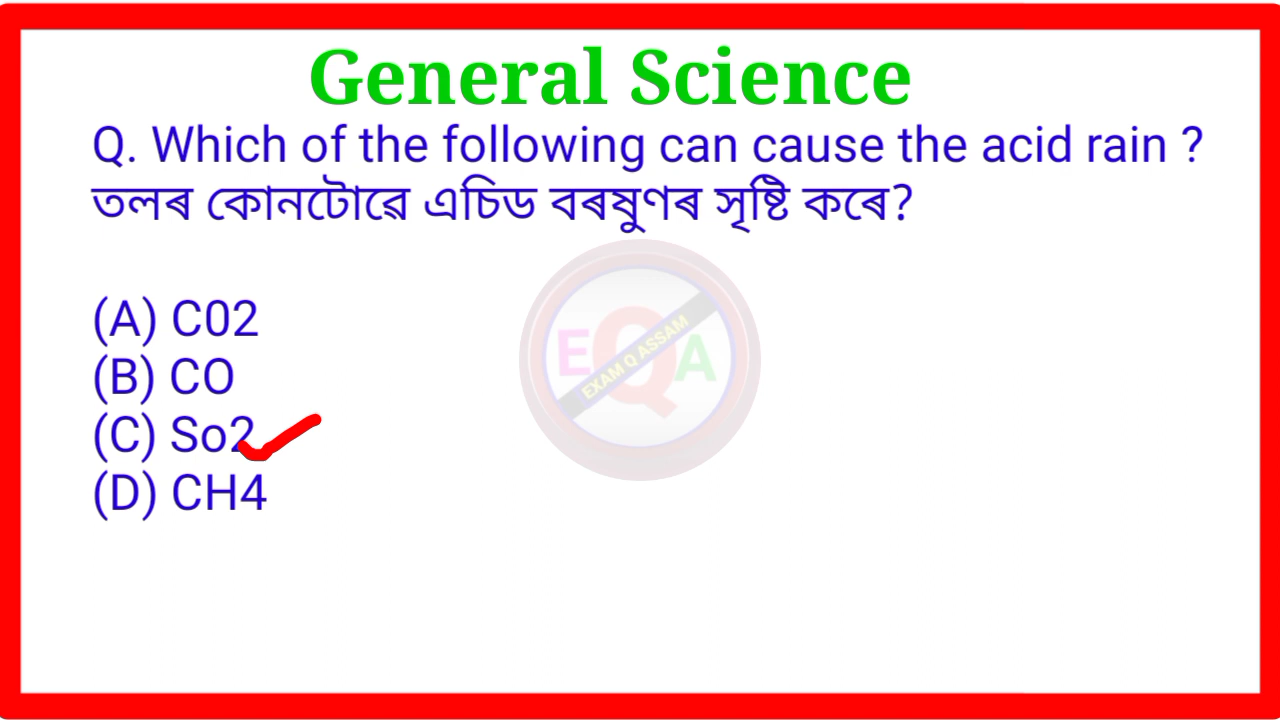 General Science
Q. Which of the following can cause the acid rain ?
তলৰ কোনটোৱে এচিড বৰষুণৰ সৃষ্টি কৰে?
(A) C02
(B) CO
(C) So2
(D) CH4
EQA
EXAM Q ASSAM